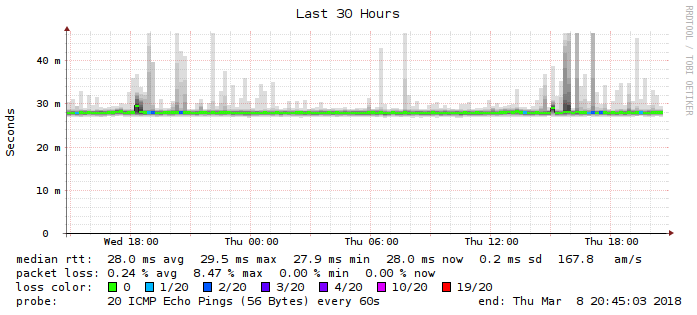 Last 30 Hours
RRDTOOL / TOBI OETIKER
Seconds
40 m
30 m
20 m
10 m
0
Wed 18:00 Thu 00:00 Thu 06:00 Thu 12:00 Thu 18:00
median rtt: 28.0 ms avg 29.5 ms max 27.9 ms min 28.0 ms now 0.2 ms sd 167.8 am/s
packet loss: 0.24 % avg 8.47 % max 0.00 % min 0.00 % now
loss color: 0 1/20 2/20 3/20 4/20 10/20 19/20
probe: 20 ICMP Echo Pings (56 Bytes) every 60s end: Thu Mar 8 20:45:03 2018